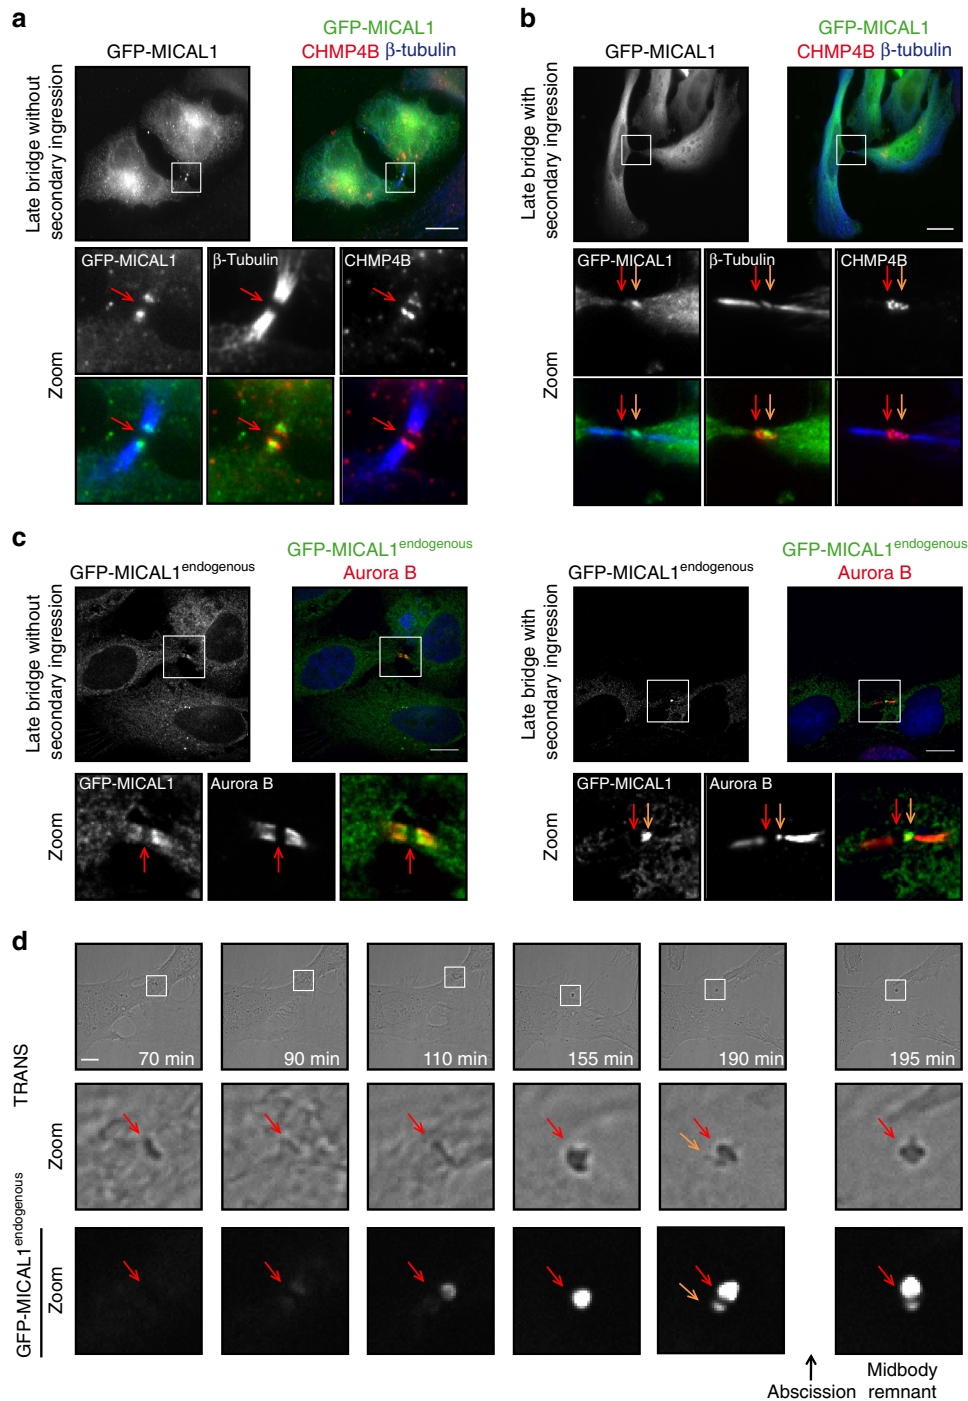 a
GFP-MICAL1
GFP-MICAL1
CHMP4B β-tubulin
Late bridge without
secondary ingression
GFP-MICAL1
β-Tubulin
CHMP4B
Zoom
b
GFP-MICAL1
GFP-MICAL1
CHMP4B β-tubulin
Late bridge with
secondary ingression
GFP-MICAL1
β-Tubulin
CHMP4B
Zoom
c
GFP-MICAL1endogenous
GFP-MICAL1endogenous
Aurora B
Late bridge without
secondary ingression
GFP-MICAL1
Aurora B
Zoom
GFP-MICAL1endogenous
GFP-MICAL1endogenous
Aurora B
Late bridge with
secondary ingression
GFP-MICAL1
Aurora B
Zoom
d
TRANS
70 min
90 min
110 min
155 min
190 min
195 min
Zoom
GFP-MICAL1endogenous
Zoom
Abscission
Midbody
remnant